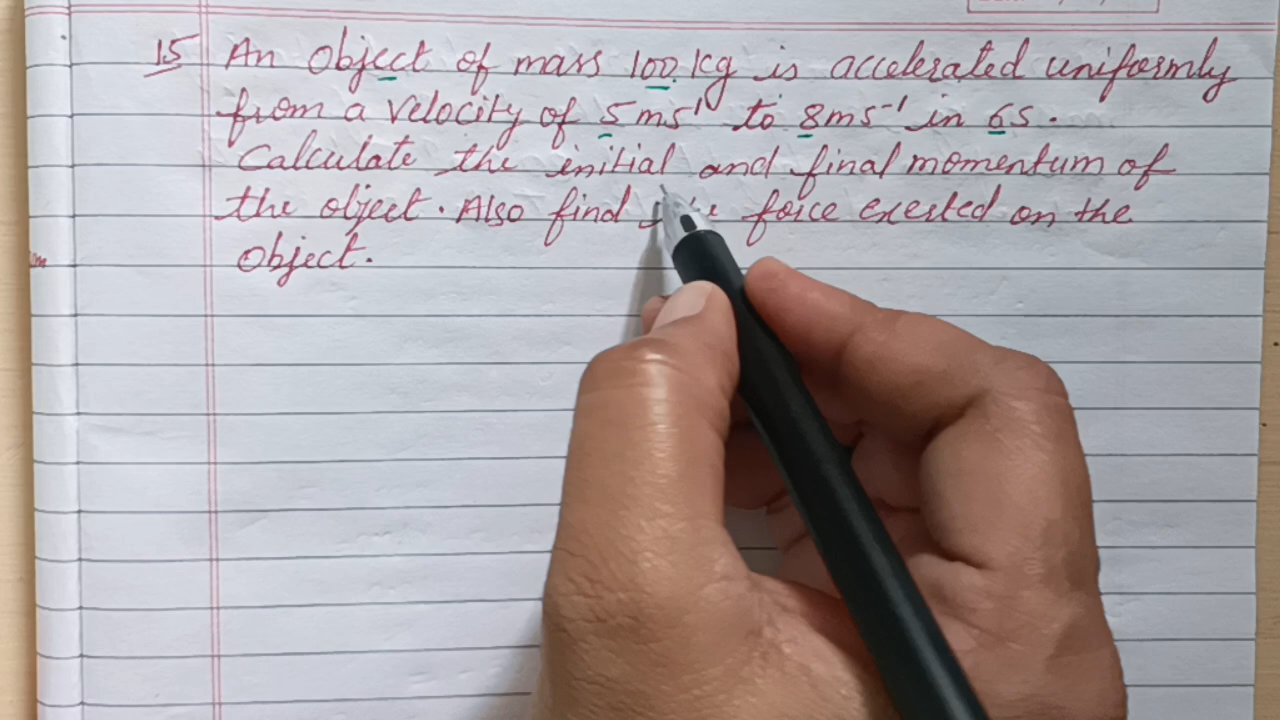 15 An object of mass 100 kg is accelerated uniformly
from a velocity of 5 ms⁻¹ to 8 ms⁻¹ in 6s.
Calculate the initial and final momentum of
the object. Also find force exerted on the
object.